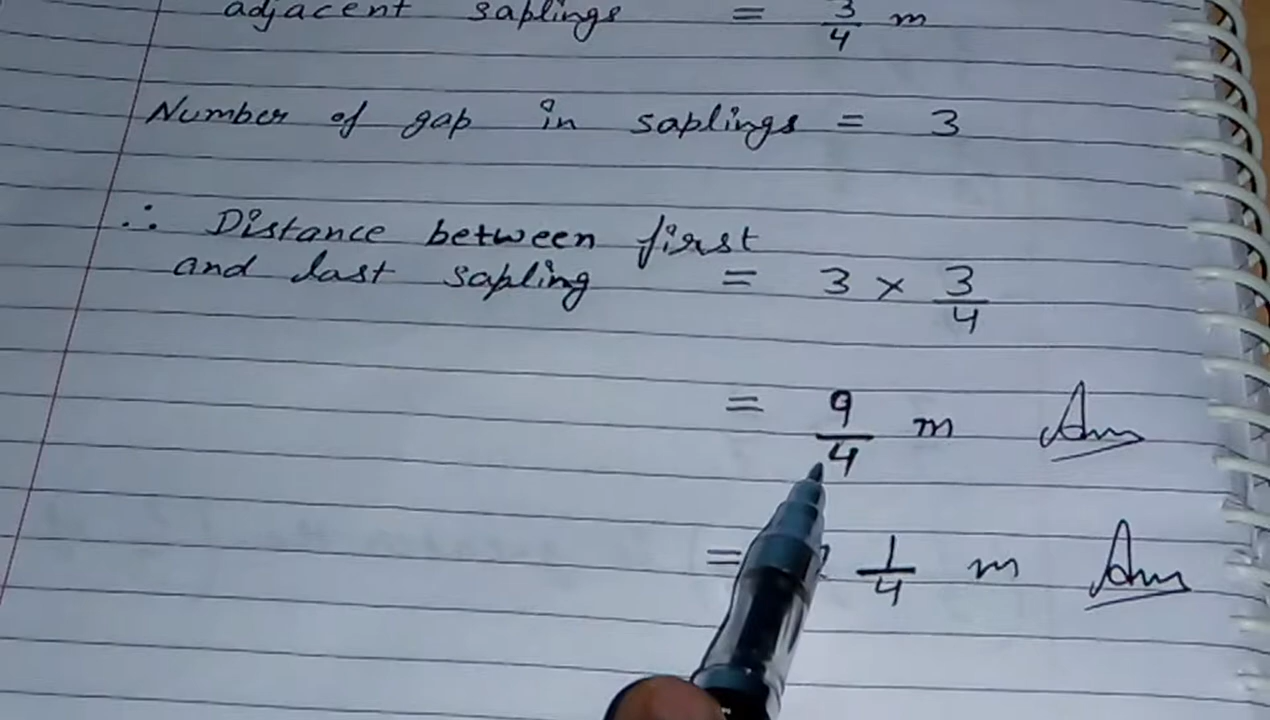 adjacent saplings = 3/4 m
Number of gap in saplings = 3
∴ Distance between first
and last sapling = 3 × 3/4
= 9/4 m Ans
= 1/4 m Ans